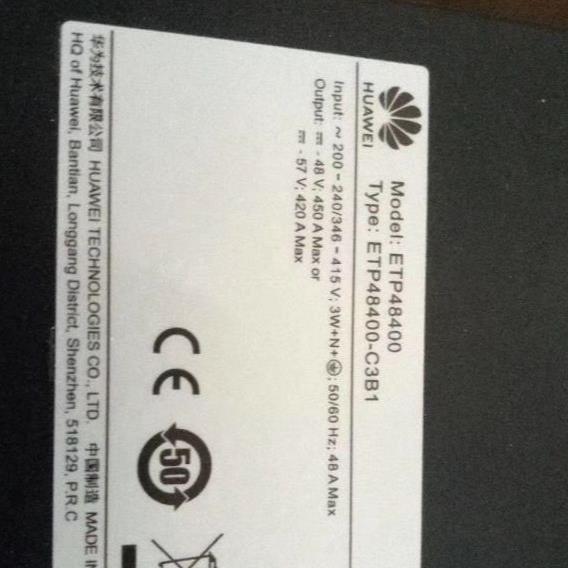 HUAWEI
Model: ETP48400
Type: ETP48400-C3B1
Input: ~ 200 - 240/346 - 415 V; 3W+N+⏚; 50/60 Hz; 48 A Max
Output: ⎓ - 48 V; 450 A Max or
⎓ - 57 V; 420 A Max
CE
50
华为技术有限公司 HUAWEI TECHNOLOGIES CO., LTD. 中国制造 MADE IN
HQ of Huawei, Bantian, Longgang District, Shenzhen, 518129, P.R.C